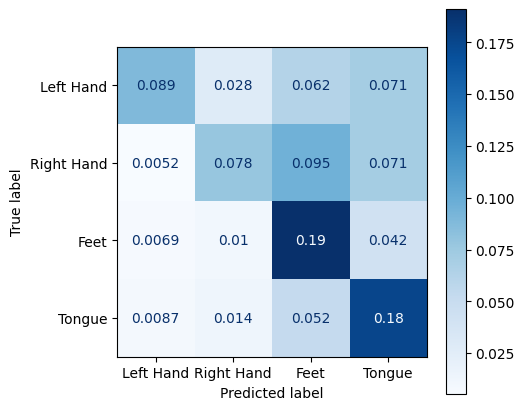 0.175
Left Hand 0.089 0.028 0.062 0.071
0.150
Right Hand 0.0052 0.078 0.095 0.071
0.125
True label
0.100
Feet 0.0069 0.01 0.19 0.042
0.075
0.050
Tongue 0.0087 0.014 0.052 0.18
0.025
Left Hand Right Hand Feet Tongue
Predicted label